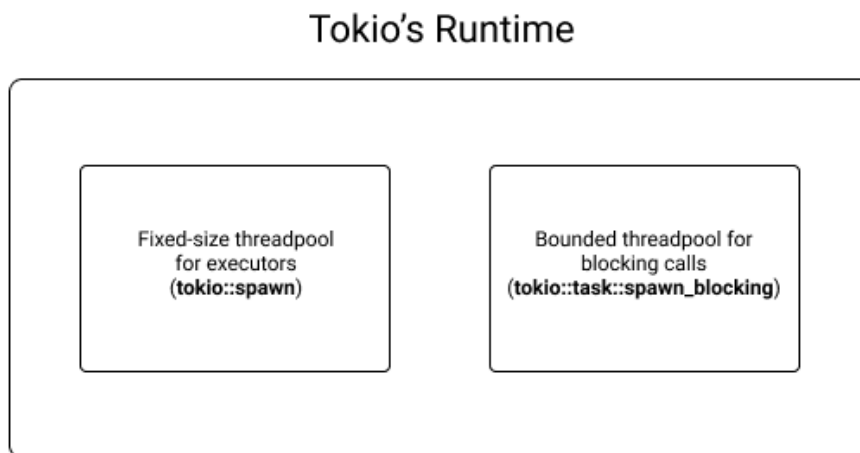 Tokio's Runtime
Fixed-size threadpool
for executors
(tokio::spawn)
Bounded threadpool for
blocking calls
(tokio::task::spawn_blocking)